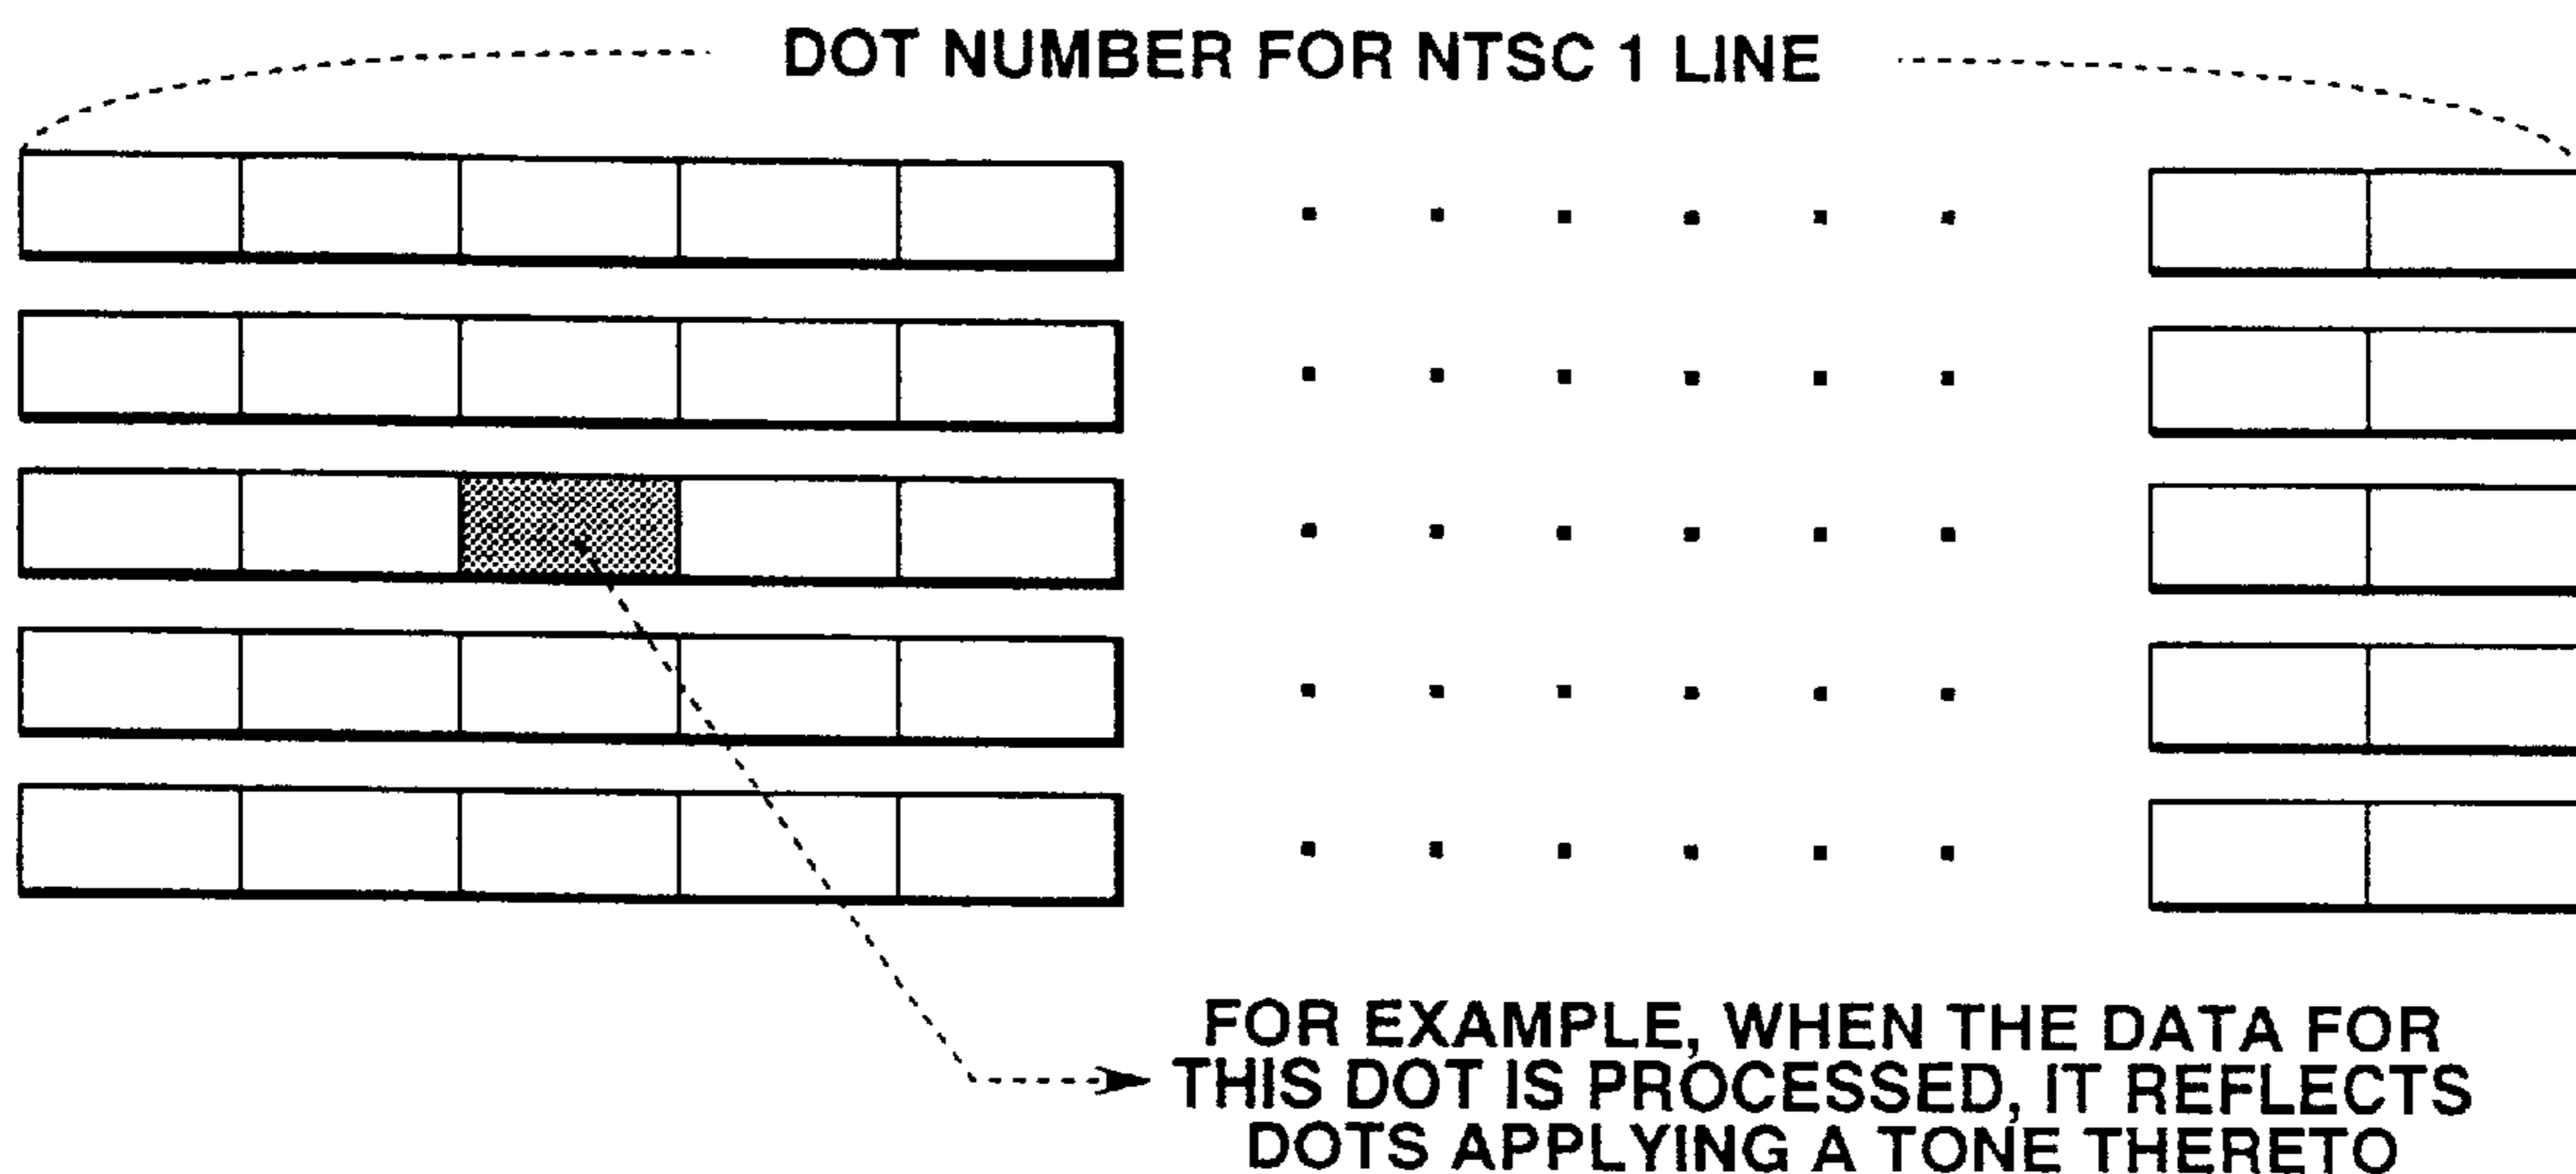 DOT NUMBER FOR NTSC 1 LINE
FOR EXAMPLE, WHEN THE DATA FOR
THIS DOT IS PROCESSED, IT REFLECTS
DOTS APPLYING A TONE THERETO